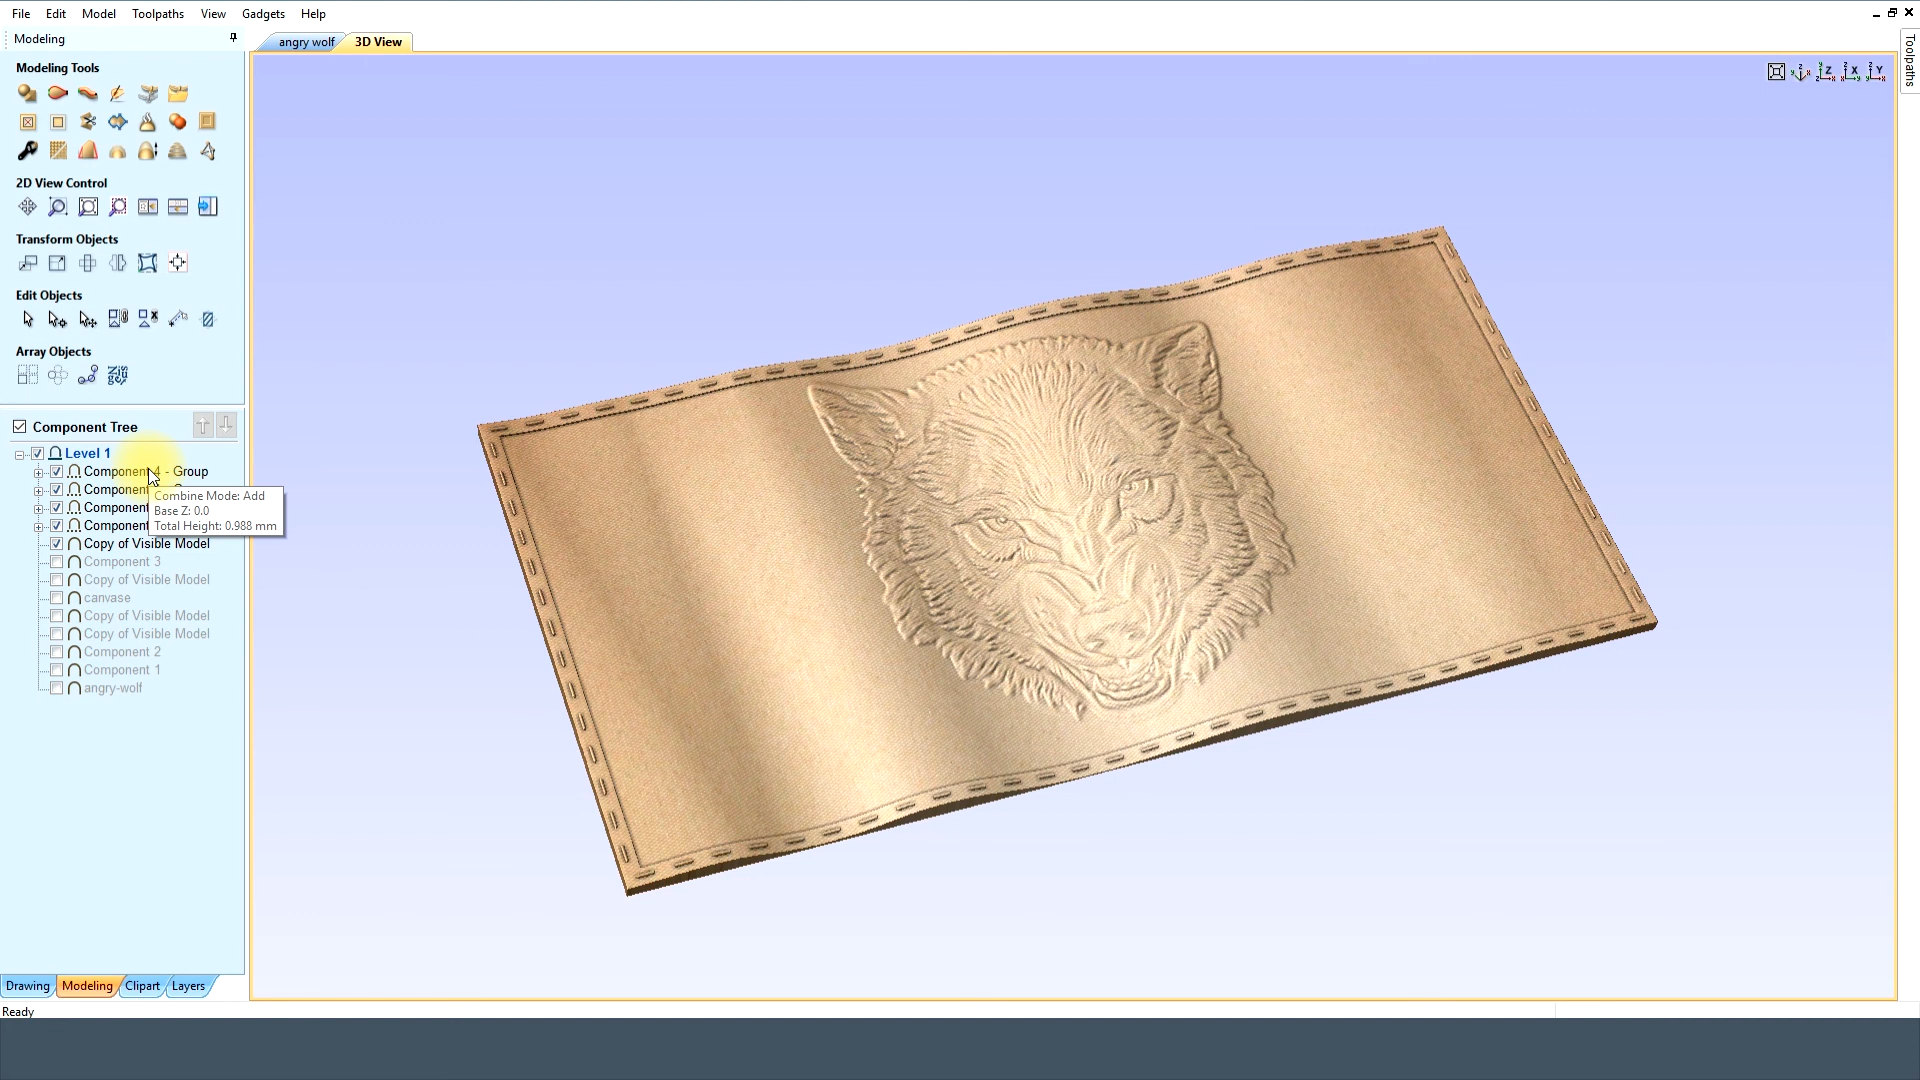 File Edit Model Toolpaths View Gadgets Help
Modeling
angry wolf 3D View
Toolpaths
Modeling Tools
2D View Control
Transform Objects
Edit Objects
Array Objects
Component Tree
Level 1
Component 4 - Group
Component
Component
Component
Combine Mode: Add
Base Z: 0.0
Total Height: 0.988 mm
Copy of Visible Model
Component 3
Copy of Visible Model
canvase
Copy of Visible Model
Copy of Visible Model
Component 2
Component 1
angry-wolf
Drawing Modeling Clipart Layers
Ready